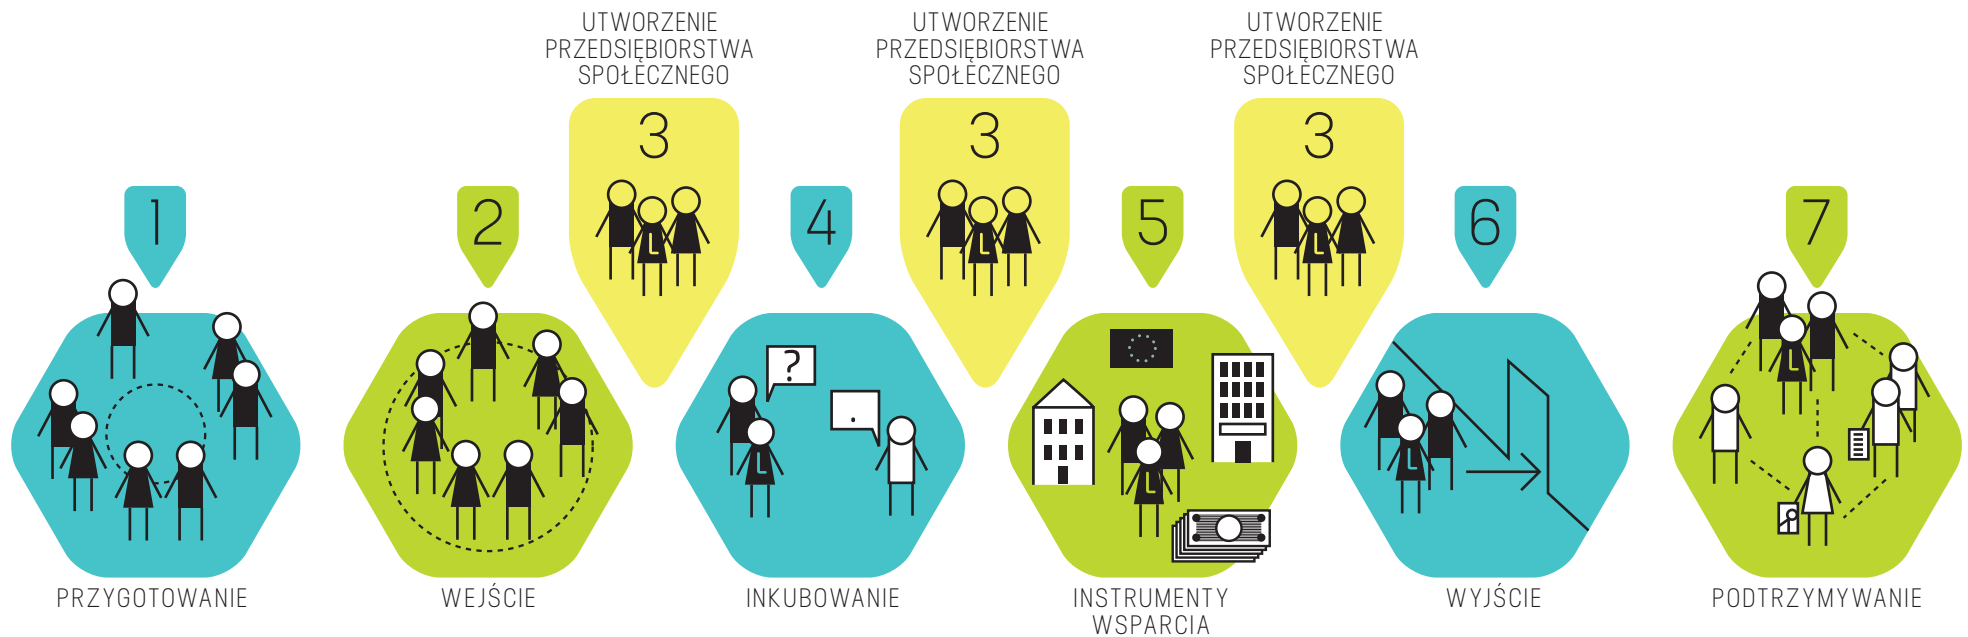 UTWORZENIE
PRZEDSIĘBIORSTWA
SPOŁECZNEGO
UTWORZENIE
PRZEDSIĘBIORSTWA
SPOŁECZNEGO
UTWORZENIE
PRZEDSIĘBIORSTWA
SPOŁECZNEGO
3
3
3
1
2
4
5
6
7
L
L
L
?
.
L
L
L
L
PRZYGOTOWANIE
WEJŚCIE
INKUBOWANIE
INSTRUMENTY
WSPARCIA
WYJŚCIE
PODTRZYMYWANIE